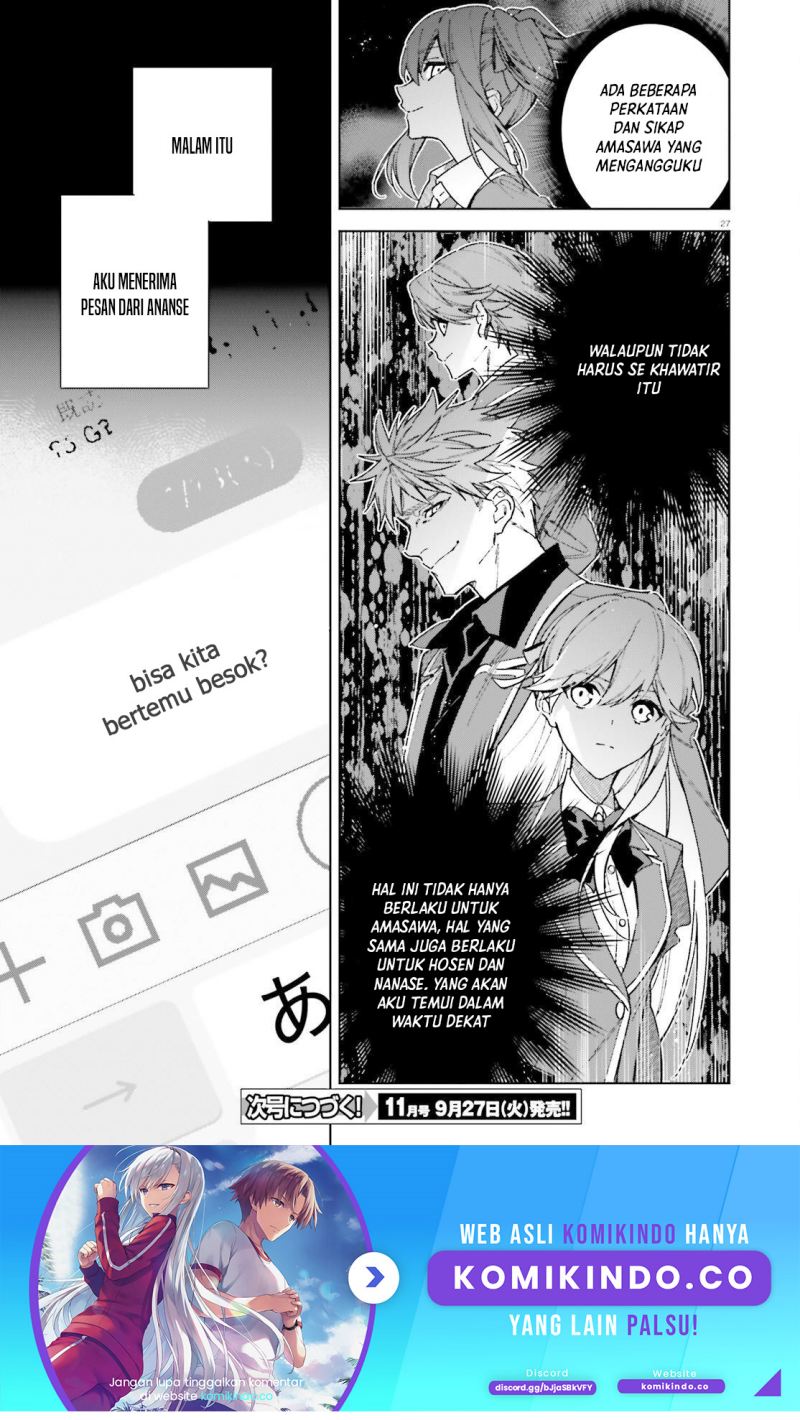 ADA BEBERAPA
PERKATAAN
DAN SIKAP
AMASAWA YANG
MENGANGGUKU
27
WALAUPUN TIDAK
HARUS SE KHAWATIR
ITU
HAL INI TIDAK HANYA
BERLAKU UNTUK
AMASAWA, HAL YANG
SAMA JUGA BERLAKU
UNTUK HOSEN DAN
NANASE. YANG AKAN
AKU TEMUI DALAM
WAKTU DEKAT
MALAM ITU
AKU MENERIMA
PESAN DARI ANANSE
既読
bisa kita
bertemu besok?
あ
次号につづく!
11月号 9月27日(火)発売!!
WEB ASLI KOMIKINDO HANYA
KOMIKINDO.CO
YANG LAIN PALSU!
Jangan lupa tinggalkan komentar
di website komikindo.co
Discord
discord.gg/bJjaSBkVFY
Website
komikindo.co